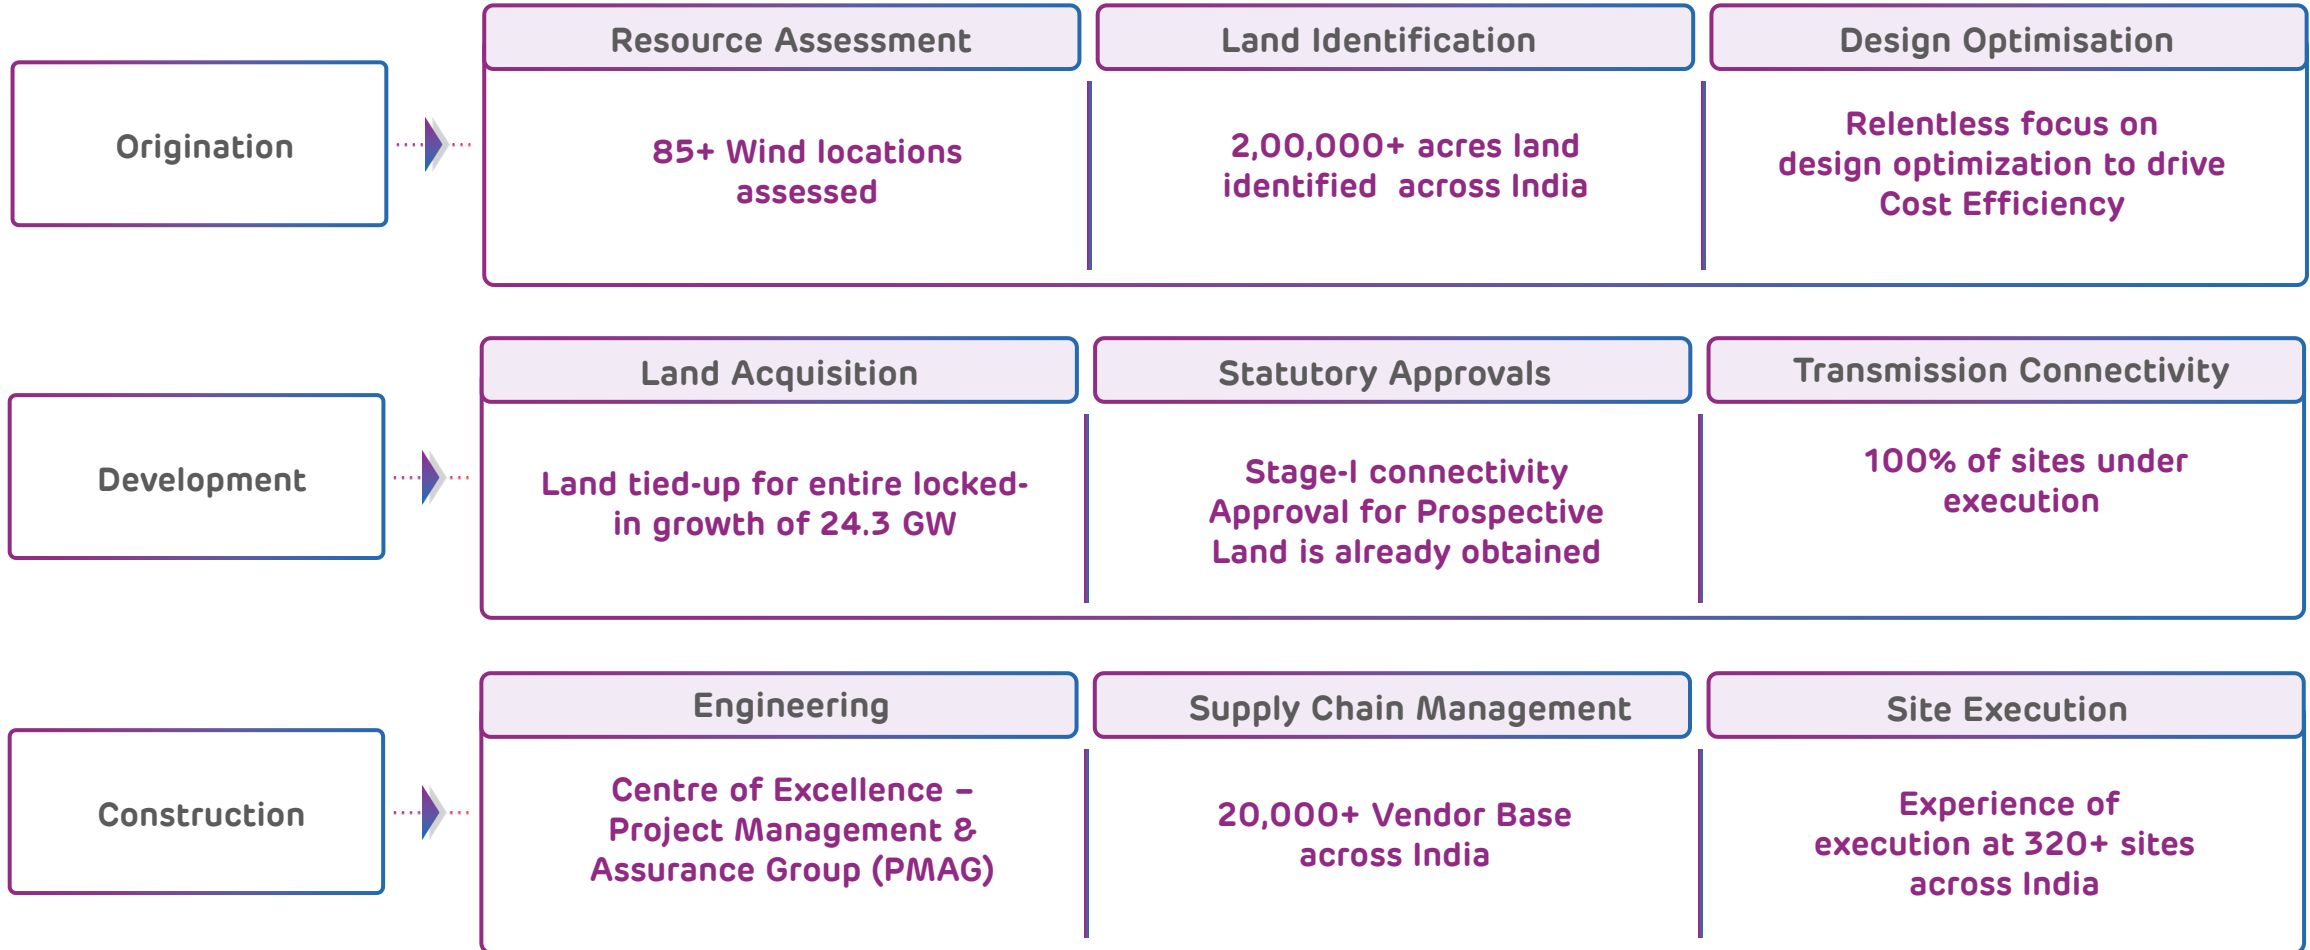 Origination
Resource Assessment
85+ Wind locations
assessed
Land Identification
2,00,000+ acres land
identified  across India
Design Optimisation
Relentless focus on
design optimization to drive
Cost Efficiency
Development
Land Acquisition
Land tied-up for entire locked-
in growth of 24.3 GW
Statutory Approvals
Stage-I connectivity
Approval for Prospective
Land is already obtained
Transmission Connectivity
100% of sites under
execution
Construction
Engineering
Centre of Excellence –
Project Management &
Assurance Group (PMAG)
Supply Chain Management
20,000+ Vendor Base
across India
Site Execution
Experience of
execution at 320+ sites
across India